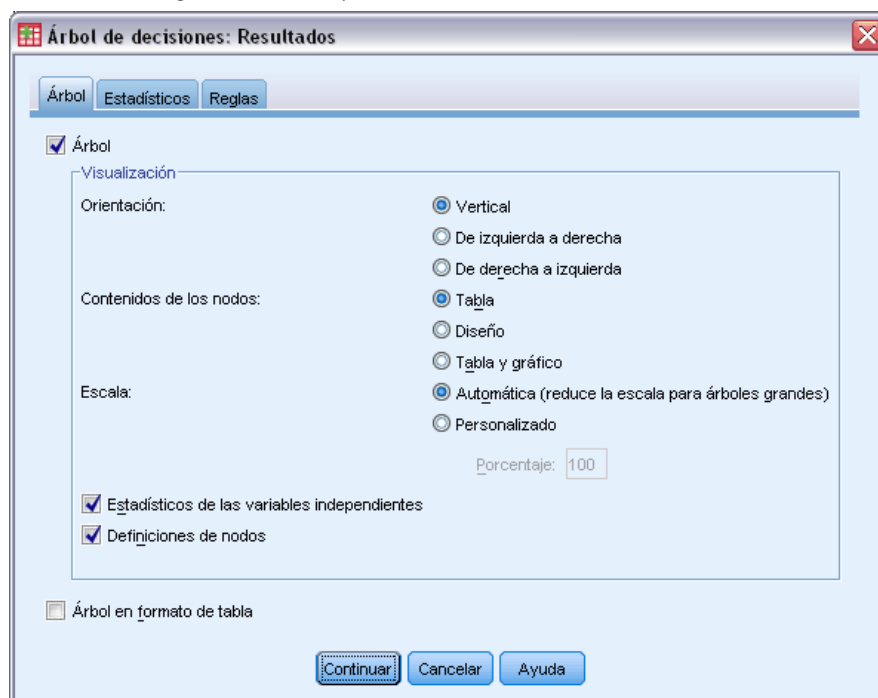 Árbol de decisiones: Resultados
Árbol Estadísticos Reglas
Árbol
Visualización
Orientación: Vertical
De izquierda a derecha
De derecha a izquierda
Contenidos de los nodos: Tabla
Diseño
Tabla y gráfico
Escala: Automática (reduce la escala para árboles grandes)
Personalizado
Porcentaje: 100
Estadísticos de las variables independientes
Definiciones de nodos
Árbol en formato de tabla
Continuar Cancelar Ayuda